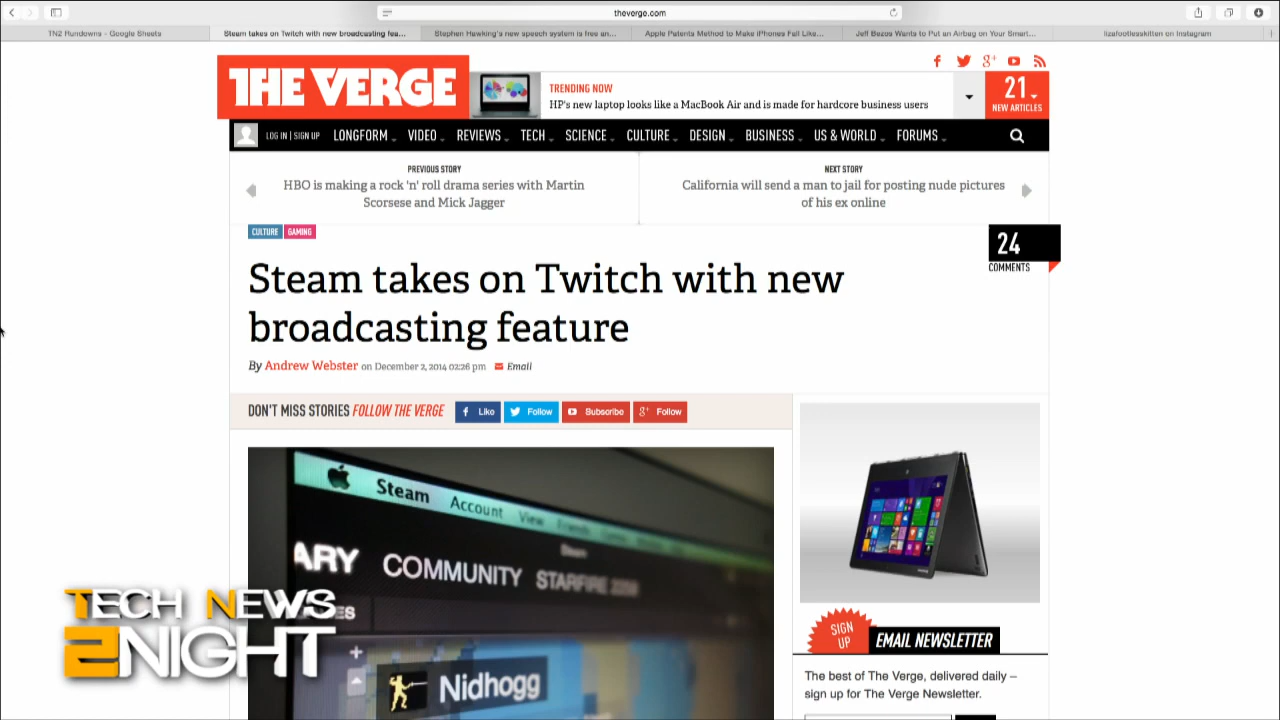 theverge.com
TN2 Rundowns - Google Sheets
Steam takes on Twitch with new broadcasting fea...
Stephen Hawking's new speech system is free an...
Apple Patents Method to Make iPhones Fall Like...
Jeff Bezos Wants to Put an Airbag on Your Smart...
lizafootlesskitten on Instagram
THE VERGE
TRENDING NOW
HP's new laptop looks like a MacBook Air and is made for hardcore business users
21
NEW ARTICLES
LOG IN | SIGN UP
LONGFORM
VIDEO
REVIEWS
TECH
SCIENCE
CULTURE
DESIGN
BUSINESS
US & WORLD
FORUMS
PREVIOUS STORY
HBO is making a rock 'n' roll drama series with Martin
Scorsese and Mick Jagger
NEXT STORY
California will send a man to jail for posting nude pictures
of his ex online
CULTURE
GAMING
24
COMMENTS
Steam takes on Twitch with new
broadcasting feature
By Andrew Webster on December 2, 2014 02:26 pm
Email
DON'T MISS STORIES FOLLOW THE VERGE
Like
Follow
Subscribe
Follow
Steam Account View
ARY COMMUNITY STARFIRE
Nidhogg
SIGN
UP
EMAIL NEWSLETTER
The best of The Verge, delivered daily –
sign up for The Verge Newsletter.
TECH NEWS
2NIGHT